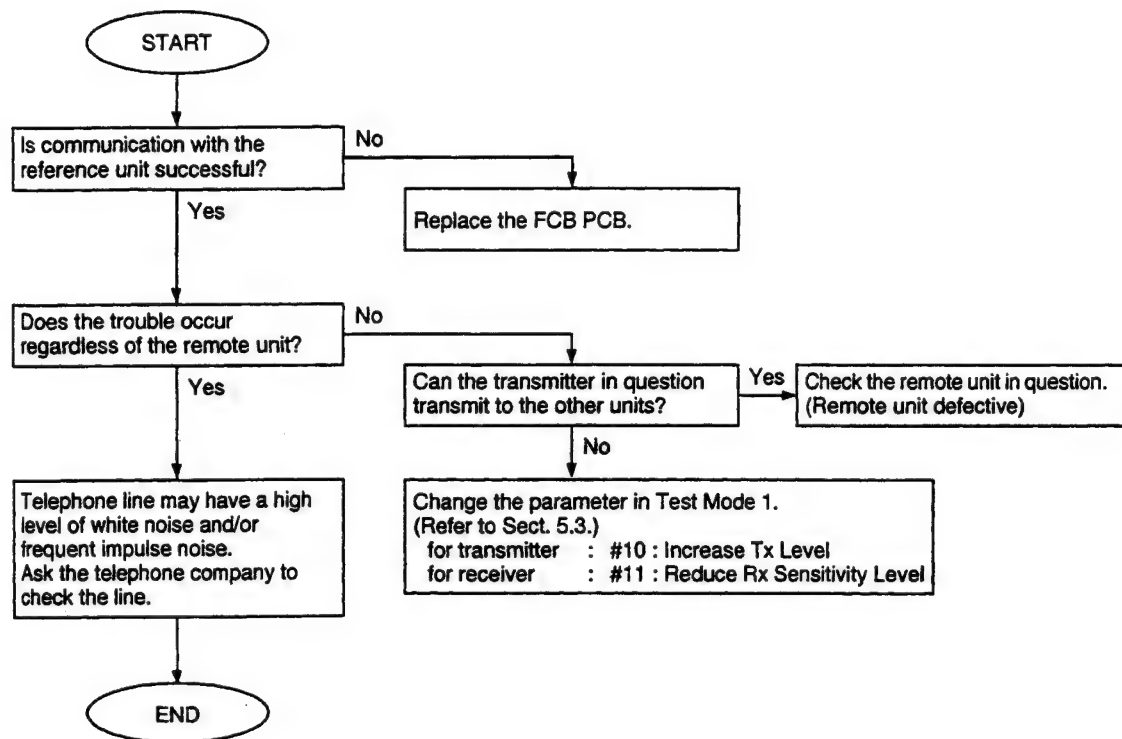 START
Is communication with the
reference unit successful?
No
Yes
Replace the FCB PCB.
Does the trouble occur
regardless of the remote unit?
No
Yes
Can the transmitter in question
transmit to the other units?
Yes
Check the remote unit in question.
(Remote unit defective)
No
Telephone line may have a high
level of white noise and/or
frequent impulse noise.
Ask the telephone company to
check the line.
Change the parameter in Test Mode 1.
(Refer to Sect. 5.3.)
for transmitter : #10 : Increase Tx Level
for receiver : #11 : Reduce Rx Sensitivity Level
END